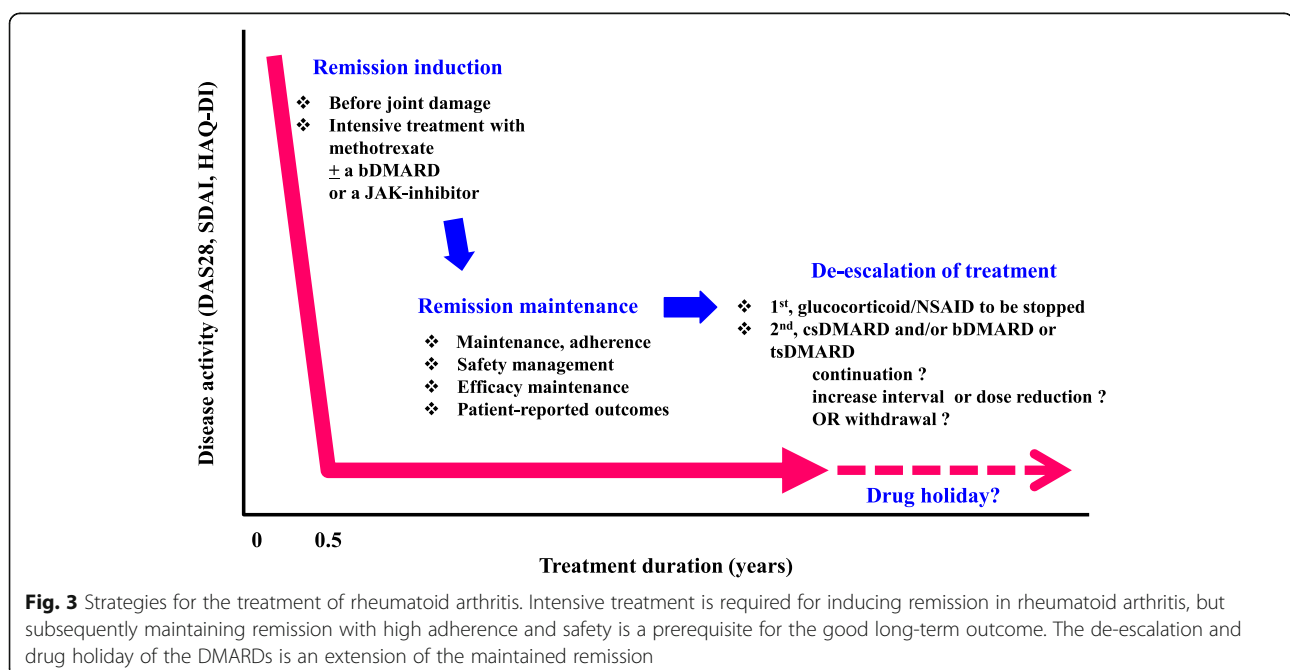 Disease activity (DAS28, SDAI, HAQ-DI)
Remission induction
❖ Before joint damage
❖ Intensive treatment with
methotrexate
± a bDMARD
or a JAK-inhibitor
Remission maintenance
❖ Maintenance, adherence
❖ Safety management
❖ Efficacy maintenance
❖ Patient-reported outcomes
De-escalation of treatment
❖ 1st, glucocorticoid/NSAID to be stopped
❖ 2nd, csDMARD and/or bDMARD or
tsDMARD
continuation ?
increase interval or dose reduction ?
OR withdrawal ?
Drug holiday?
0 0.5
Treatment duration (years)
Fig. 3 Strategies for the treatment of rheumatoid arthritis. Intensive treatment is required for inducing remission in rheumatoid arthritis, but
subsequently maintaining remission with high adherence and safety is a prerequisite for the good long-term outcome. The de-escalation and
drug holiday of the DMARDs is an extension of the maintained remission